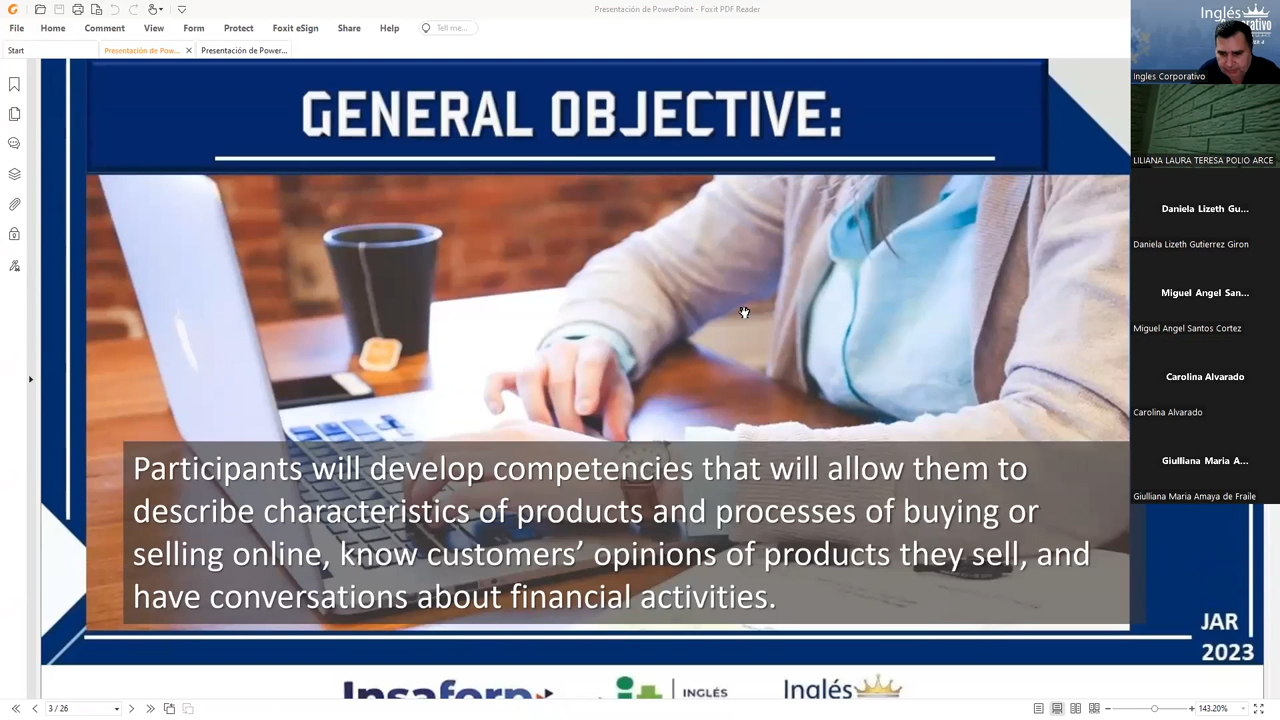 Presentación de PowerPoint - Foxit PDF Reader
File Home Comment View Form Protect Foxit eSign Share Help Tell me...
Start Presentación de Pow... Presentación de Power...
GENERAL OBJECTIVE:
Participants will develop competencies that will allow them to
describe characteristics of products and processes of buying or
selling online, know customers’ opinions of products they sell, and
have conversations about financial activities.
JAR
2023
Insaforp
INGLÉS
Inglés
3 / 26
143.20%
Inglés
Ingles Corporativo
LILIANA LAURA TERESA POLIO ARCE
Daniela Lizeth Gu...
Daniela Lizeth Gutierrez Giron
Miguel Angel San...
Miguel Angel Santos Cortez
Carolina Alvarado
Carolina Alvarado
Giulliana Maria A...
Giulliana Maria Amaya de Fraile